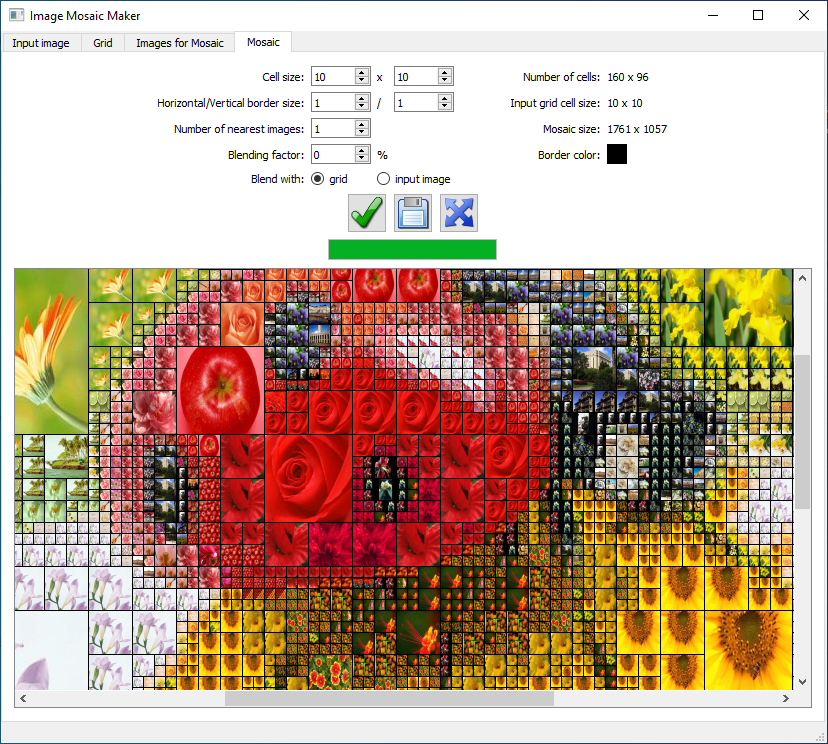 Image Mosaic Maker
Input image Grid Images for Mosaic Mosaic
Cell size: 10 x 10 Number of cells: 160 x 96
Horizontal/Vertical border size: 1 / 1 Input grid cell size: 10 x 10
Number of nearest images: 1 Mosaic size: 1761 x 1057
Blending factor: 0 % Border color:
Blend with: grid input image